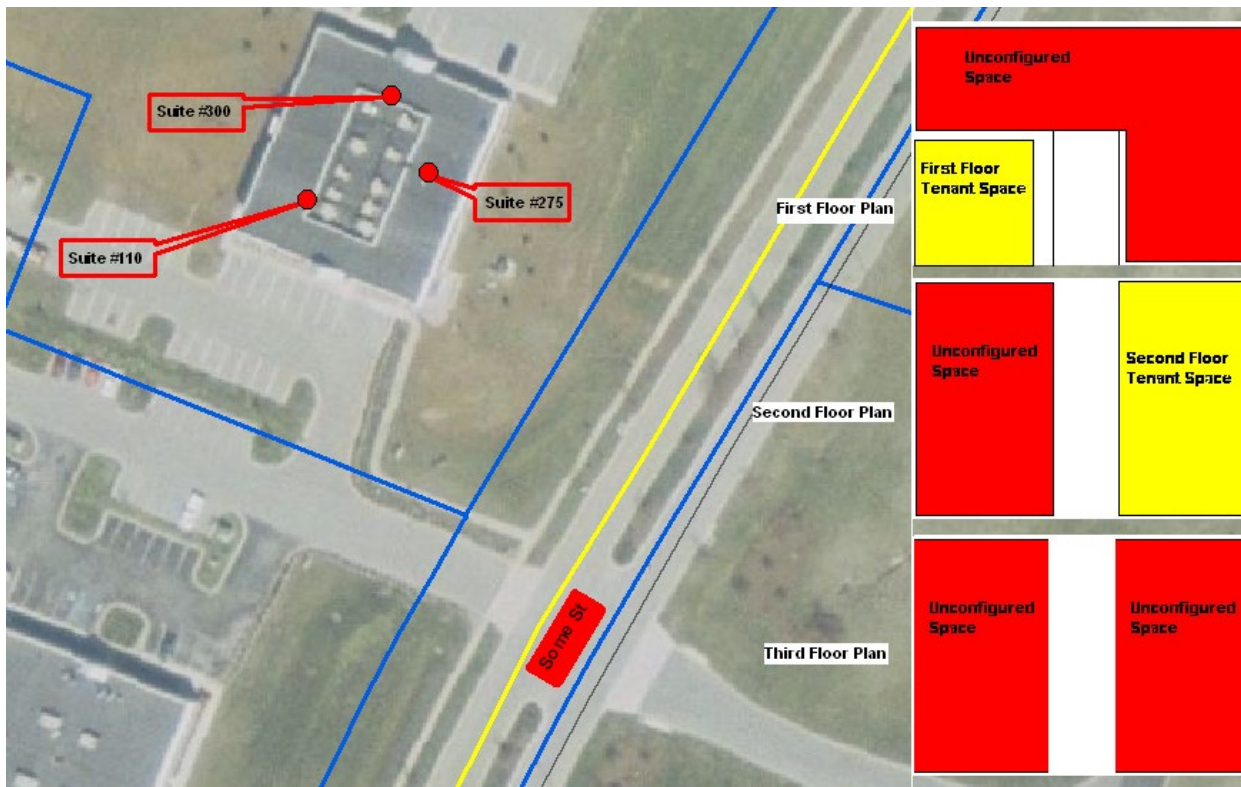 Suite #300
Suite #275
Suite #110
Some St
First Floor Plan
Second Floor Plan
Third Floor Plan
Unconfigured
Space
First Floor
Tenant Space
Unconfigured
Space
Second Floor
Tenant Space
Unconfigured
Space
Unconfigured
Space